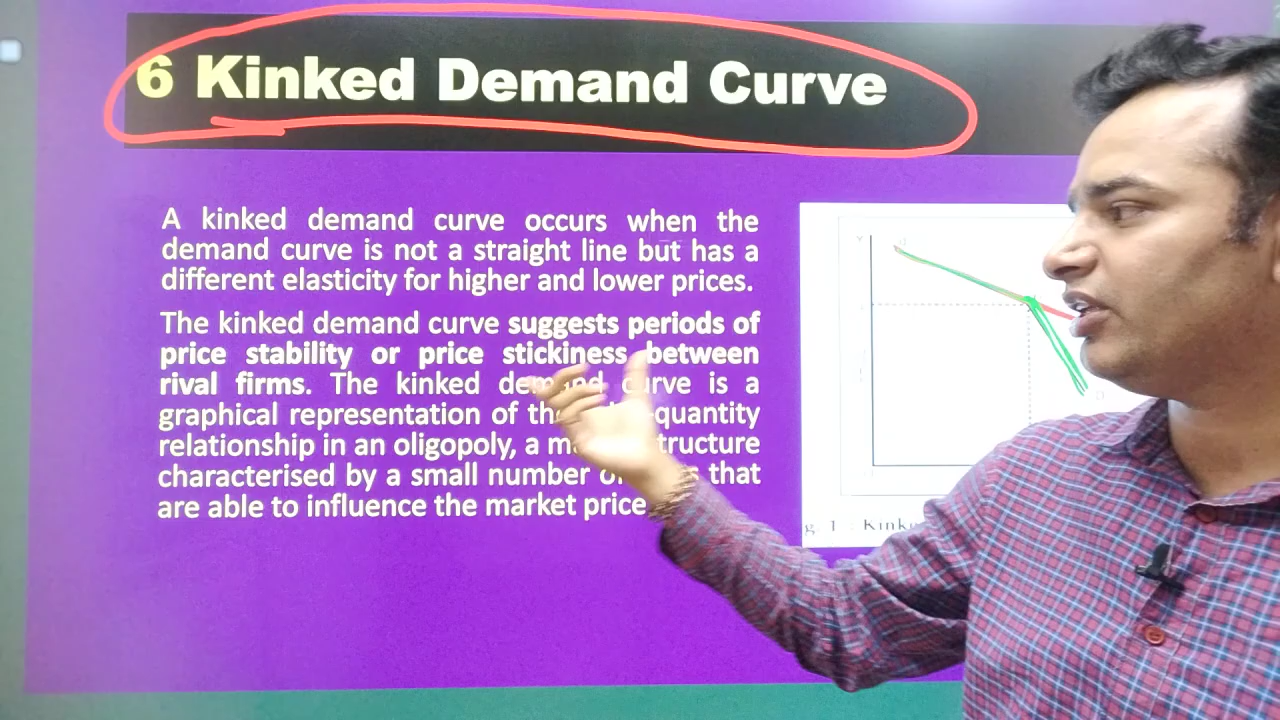 6 Kinked Demand Curve
A kinked demand curve occurs when the
demand curve is not a straight line but has a
different elasticity for higher and lower prices.
The kinked demand curve suggests periods of
price stability or price stickiness between
rival firms. The kinked demand curve is a
graphical representation of the quantity
relationship in an oligopoly, a structure
characterised by a small number of that
are able to influence the market price
Y